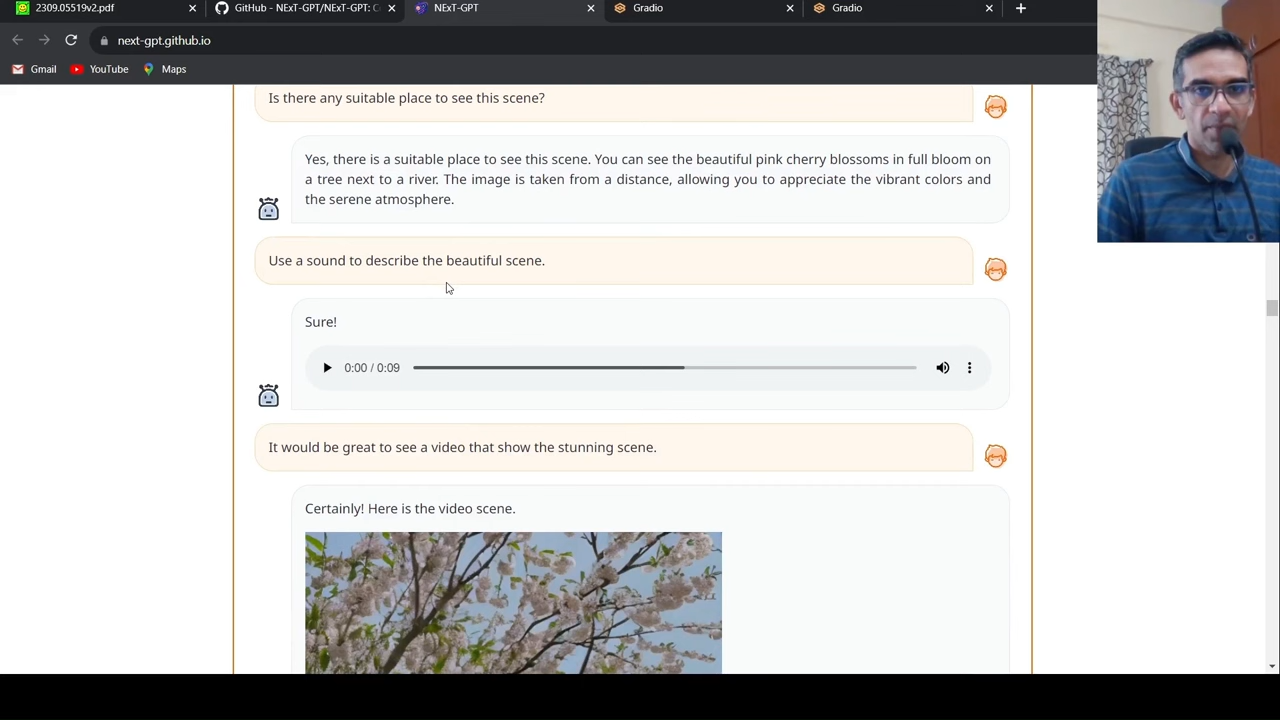 2309.05519v2.pdf
GitHub - NExT-GPT/NExT-GPT: C
NExT-GPT
Gradio
Gradio
next-gpt.github.io
Gmail
YouTube
Maps
Is there any suitable place to see this scene?
Yes, there is a suitable place to see this scene. You can see the beautiful pink cherry blossoms in full bloom on
a tree next to a river. The image is taken from a distance, allowing you to appreciate the vibrant colors and
the serene atmosphere.
Use a sound to describe the beautiful scene.
Sure!
0:00 / 0:09
It would be great to see a video that show the stunning scene.
Certainly! Here is the video scene.